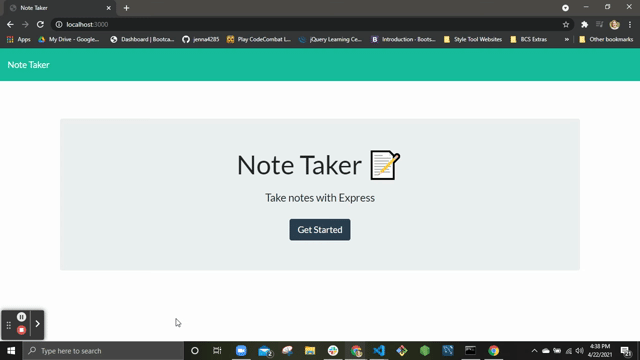 Note Taker
localhost:3000
Apps
My Drive - Google...
Dashboard | Bootca...
jenna4285
Play CodeCombat L...
jQuery Learning Ce...
Introduction · Boots...
Style Tool Websites
BCS Extras
»
Other bookmarks
Note Taker
Note Taker
Take notes with Express
Get Started
Type here to search
4:38 PM
4/22/2021